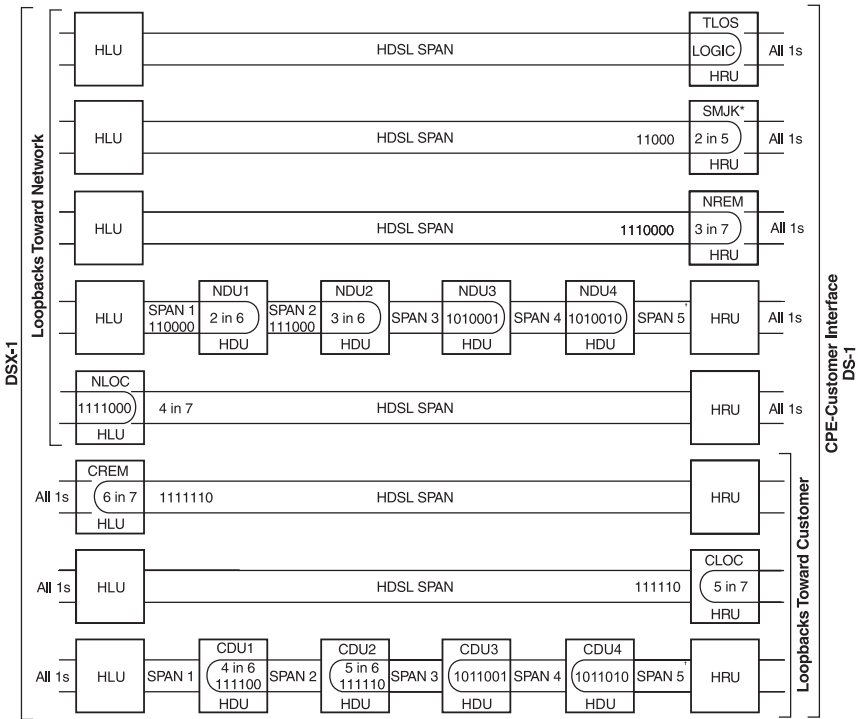 DSX-1
Loopbacks Toward Network
TLOS
HLU HDSL SPAN LOGIC All 1s
HRU
SMJK*
HLU HDSL SPAN 11000 2 in 5 All 1s
HRU
NREM
HLU HDSL SPAN 1110000 3 in 7 All 1s
HRU
NDU1 NDU2 NDU3 NDU4
HLU SPAN 1 110000 2 in 6 SPAN 2 111000 3 in 6 SPAN 3 1010001 SPAN 4 1010010 SPAN 5† HRU All 1s
HDU HDU HDU HDU
NLOC
1111000 4 in 7 HDSL SPAN HRU All 1s
HLU
CREM
All 1s 6 in 7 1111110 HDSL SPAN HRU
HLU
CLOC
All 1s HLU HDSL SPAN 111110 5 in 7
HRU
CDU1 CDU2 CDU3 CDU4
All 1s HLU SPAN 1 4 in 6 111100 SPAN 2 5 in 6 111110 SPAN 3 1011001 SPAN 4 1011010 SPAN 5† HRU
HDU HDU HDU HDU
Loopbacks Toward Customer
CPE-Customer Interface
DS-1